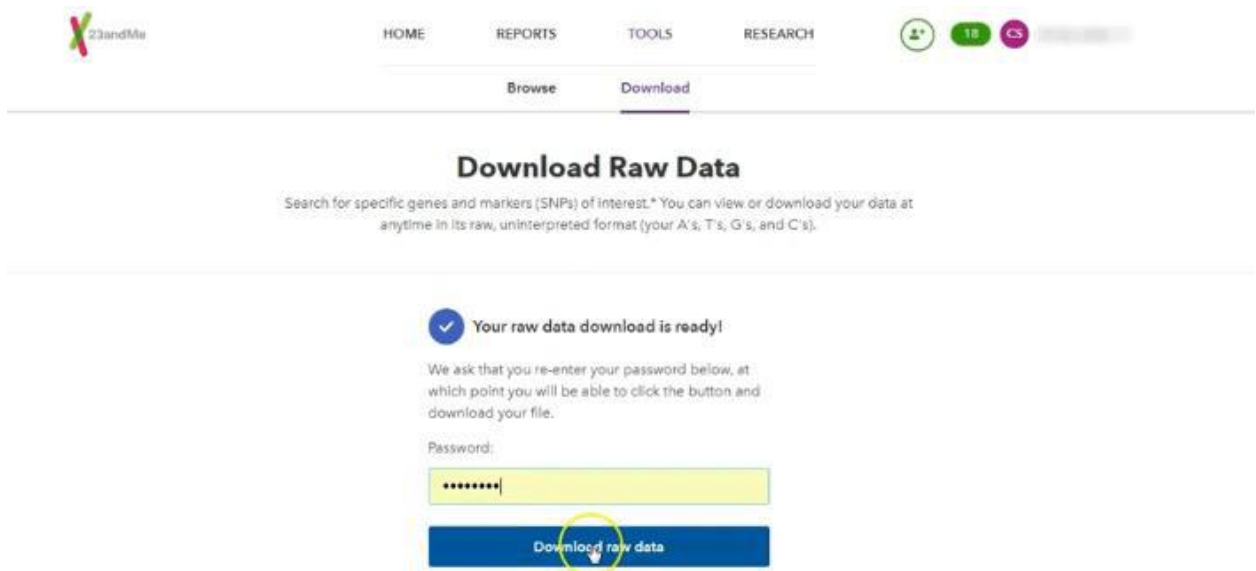 23andMe
HOME REPORTS TOOLS RESEARCH
18 CS
Browse Download
Download Raw Data
Search for specific genes and markers (SNPs) of interest.* You can view or download your data at
anytime in its raw, uninterpreted format (your A's, T's, G's, and C's).
Your raw data download is ready!
We ask that you re-enter your password below, at
which point you will be able to click the button and
download your file.
Password:
••••••••
Download raw data